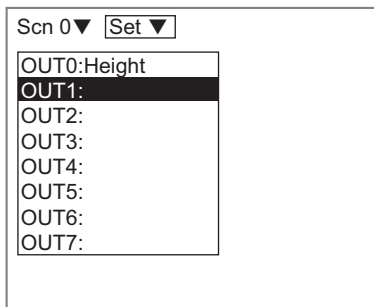 Scn 0▼ Set ▼
OUT0:Height
OUT1:
OUT2:
OUT3:
OUT4:
OUT5:
OUT6:
OUT7: